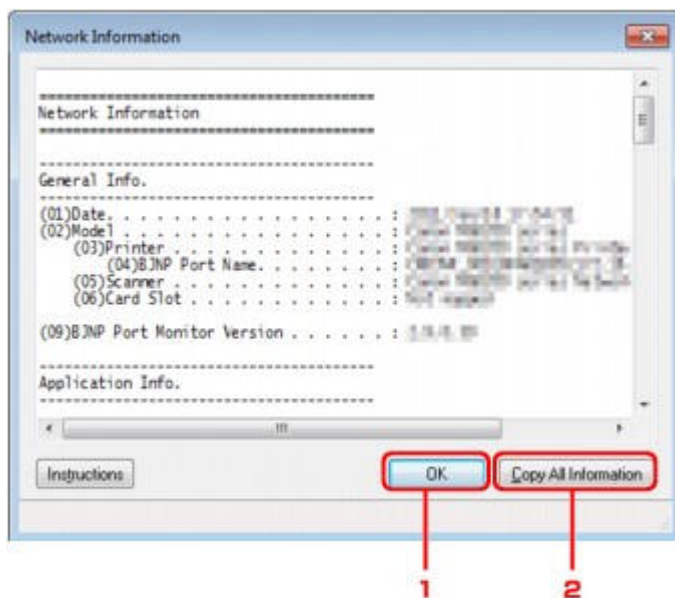 Network Information
=========================================
Network Information
=========================================
-----------------------------------------
General Info.
-----------------------------------------
(01)Date. . . . . . . . . . . . . . . . . :
(02)Model . . . . . . . . . . . . . . . . :
(03)Printer . . . . . . . . . . . . . :
(04)BJNP Port Name. . . . . . . . :
(05)Scanner . . . . . . . . . . . . . :
(06)Card Slot . . . . . . . . . . . . :
(09)BJNP Port Monitor Version . . . . . . :
-----------------------------------------
Application Info.
-----------------------------------------
Instructions OK Copy All Information
1 2